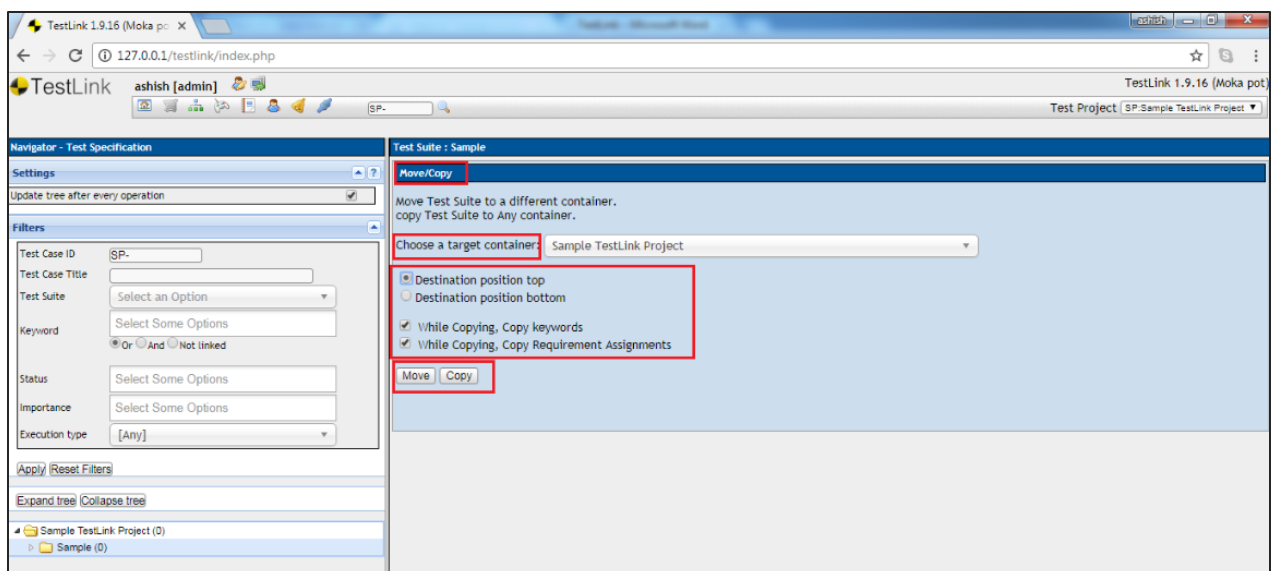 TestLink 1.9.16 (Moka po
TestLink - Microsoft Word
ashish
127.0.0.1/testlink/index.php
TestLink ashish [admin] TestLink 1.9.16 (Moka pot)
SP- Test Project SP:Sample TestLink Project
Navigator - Test Specification
Settings
?
Update tree after every operation
Filters
Test Case ID SP-
Test Case Title
Test Suite Select an Option
Keyword Select Some Options
Or And Not linked
Status Select Some Options
Importance Select Some Options
Execution type [Any]
Apply Reset Filters
Expand tree Collapse tree
Sample TestLink Project (0)
Sample (0)
Test Suite : Sample
Move/Copy
Move Test Suite to a different container.
copy Test Suite to Any container.
Choose a target container: Sample TestLink Project
Destination position top
Destination position bottom
While Copying, Copy keywords
While Copying, Copy Requirement Assignments
Move Copy